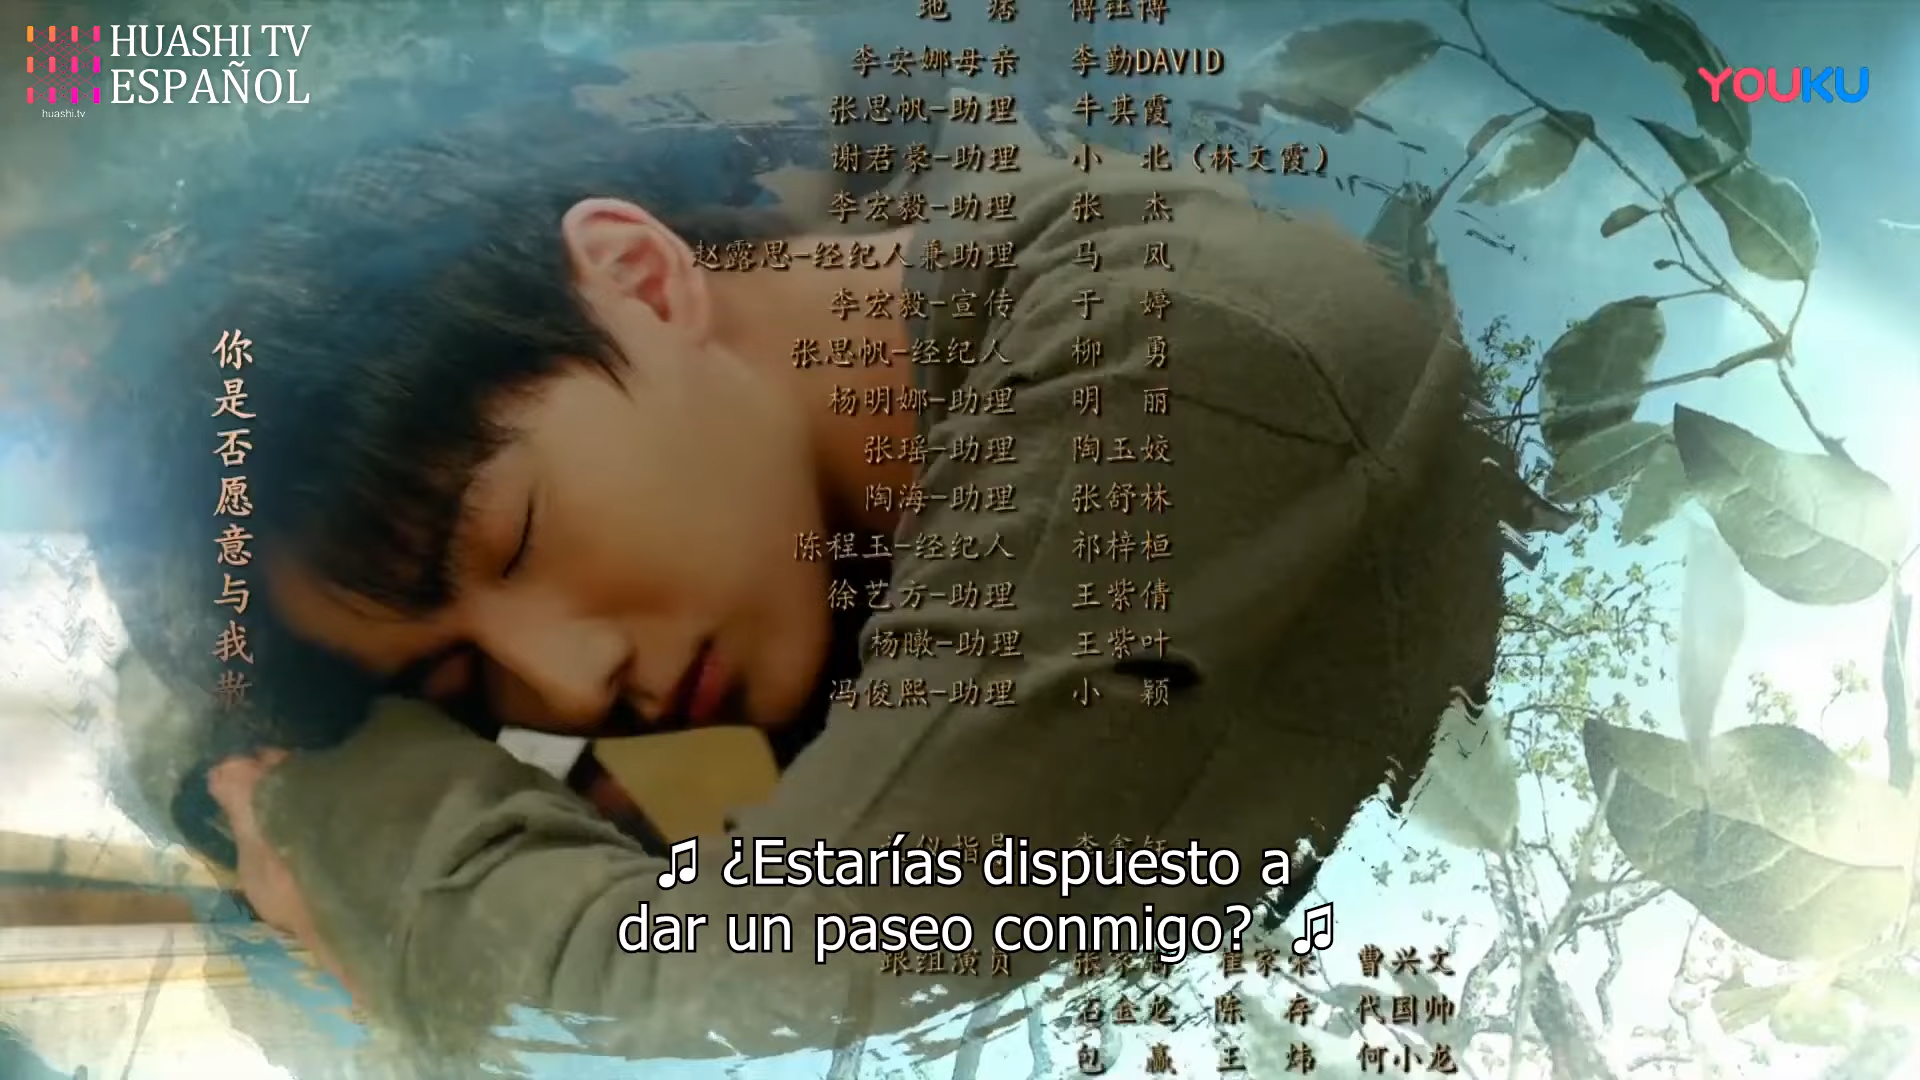 HUASHI TV
ESPAÑOL
huashi.tv
YOUKU
地 痞 傅钰博
李安娜母亲 李勤DAVID
张思帆-助理 牛其霞
谢君豪-助理 小 北（林文霞）
李宏毅-助理 张 杰
赵露思-经纪人兼助理 马 凤
李宏毅-宣传 于 婷
张思帆-经纪人 柳 勇
杨明娜-助理 明 丽
张瑶-助理 陶玉姣
陶海-助理 张舒林
陈程玉-经纪人 祁梓桓
徐艺方-助理 王紫倩
杨暾-助理 王紫叶
冯俊熙-助理 小 颖
你是否愿意与我散
♫ ¿Estarías dispuesto a
dar un paseo conmigo? ♫
跟组演员 曹兴文
石金龙 陈 存 代国帅
包 赢 王 炜 何小龙